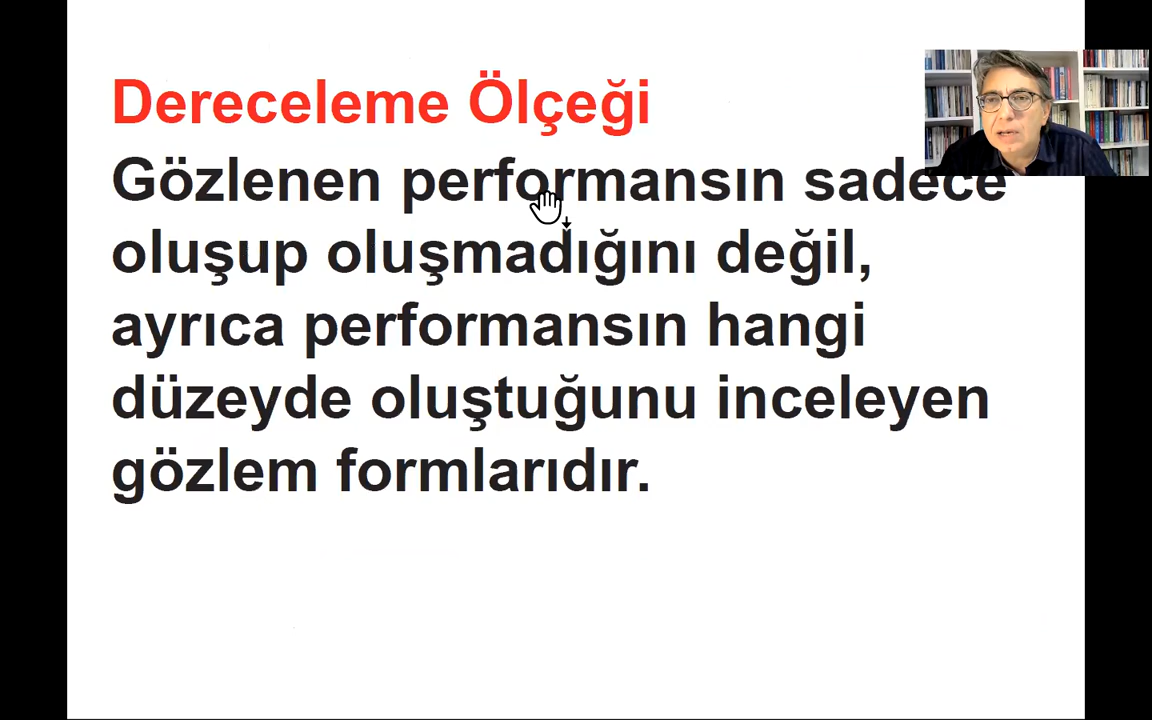 Dereceleme Ölçeği
Gözlenen performansın sadece
oluşup oluşmadığını değil,
ayrıca performansın hangi
düzeyde oluştuğunu inceleyen
gözlem formlarıdır.